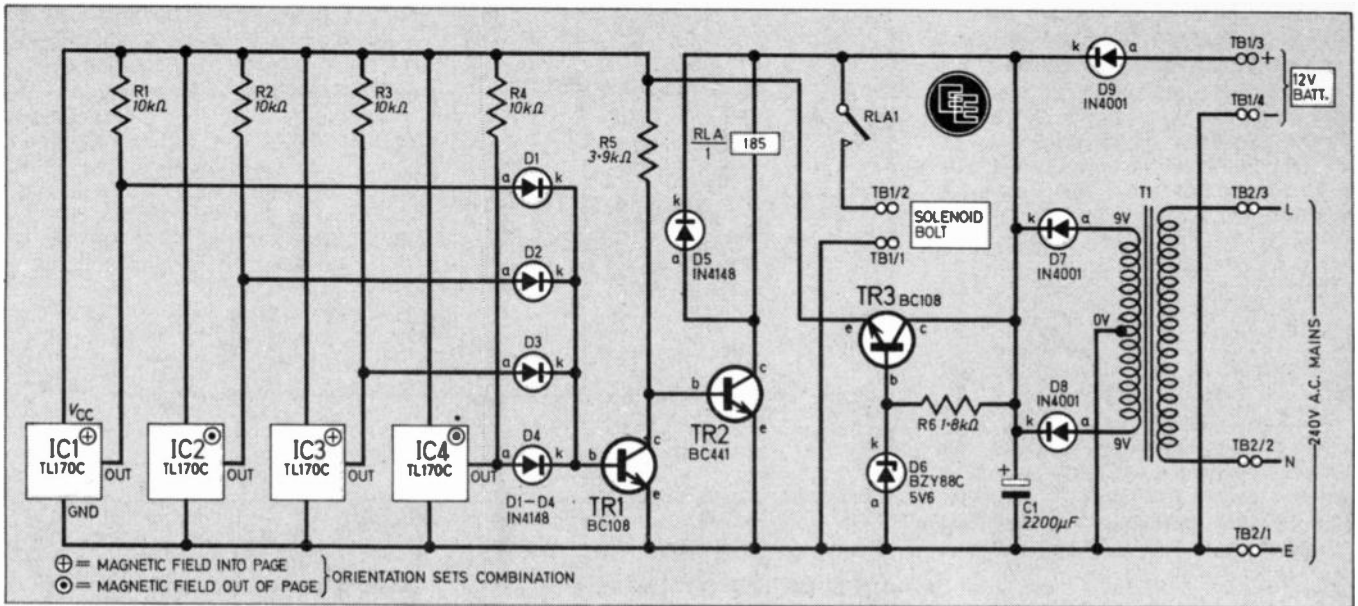 R1
10kΩ
R2
10kΩ
R3
10kΩ
R4
10kΩ
R5
3·9kΩ
RLA
1
185
RLA1
k
a
D9
IN4001
TB1/3
+
12V
BATT.
TB1/4
−
D1
a
k
D2
a
k
D3
a
k
D4
a
k
D1–D4
IN4148
k
D5
IN4148
a
TB1/2
SOLENOID
BOLT
TB1/1
k
a
D7
IN4001
9V
T1
TB2/3
L
0V
TR3 BC108
e
c
b
R6 1·8kΩ
D8
IN4001
k
a
9V
TB2/2
N
240V A.C. MAINS
k
D6
BZY88C
5V6
a
+
C1
2200μF
TB2/1
E
b
c
e
TR2
BC441
b
c
e
TR1
BC108
VCC
IC1
TL170C
OUT
GND
IC2
TL170C
OUT
IC3
TL170C
OUT
IC4
TL170C
OUT
⊕ = MAGNETIC FIELD INTO PAGE
⊙ = MAGNETIC FIELD OUT OF PAGE
ORIENTATION SETS COMBINATION